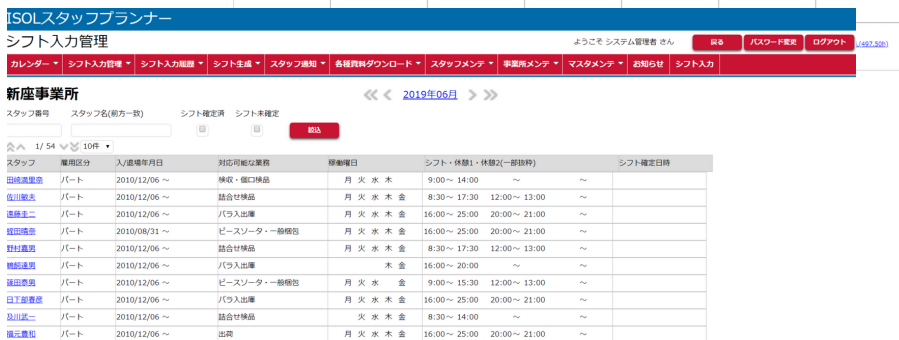 ISOLスタッフプランナー
シフト入力管理 ようこそ システム管理者 さん 戻る パスワード変更 ログアウト (497.50h)
カレンダー シフト入力管理 シフト入力履歴 シフト生成 スタッフ通知 各種資料ダウンロード スタッフメンテ 事業所メンテ マスタメンテ お知らせ シフト入力
新座事業所 2019年06月
スタッフ番号 スタッフ名(前方一致) シフト確定済 シフト未確定
絞込
1/ 54 10件
スタッフ 雇用区分 入/退場年月日 対応可能な業務 稼働曜日 シフト・休憩1・休憩2(一部抜粋) シフト確定日時
田崎満里奈 パート 2010/12/06 ～ 検収・個口検品 月 火 水 木 9:00～ 14:00 ～ ～
佐川敏夫 パート 2010/12/06 ～ 詰合せ検品 月 火 水 木 金 8:30～ 17:30 12:00～ 13:00 ～
遠藤圭二 パート 2010/12/06 ～ バラ入出庫 月 火 水 木 金 16:00～ 25:00 20:00～ 21:00 ～
蛭田晴奈 パート 2010/08/31 ～ ピースソータ・一般梱包 月 火 水 木 金 16:00～ 25:00 20:00～ 21:00 ～
野村嘉男 パート 2010/12/06 ～ 詰合せ検品 月 火 水 木 金 8:30～ 17:30 12:00～ 13:00 ～
鵜飼達男 パート 2010/12/06 ～ バラ入出庫 木 金 16:00～ 20:00 ～ ～
篠田泰男 パート 2010/12/06 ～ ピースソータ・一般梱包 月 火 水 金 9:00～ 15:30 12:00～ 13:00 ～
日下部春彦 パート 2010/12/06 ～ バラ入出庫 月 火 水 木 金 16:00～ 25:00 20:00～ 21:00 ～
及川武一 パート 2010/12/06 ～ 詰合せ検品 火 水 木 金 8:30～ 14:00 ～ ～
福元豊和 パート 2010/12/06 ～ 出荷 月 火 水 木 金 16:00～ 25:00 20:00～ 21:00 ～